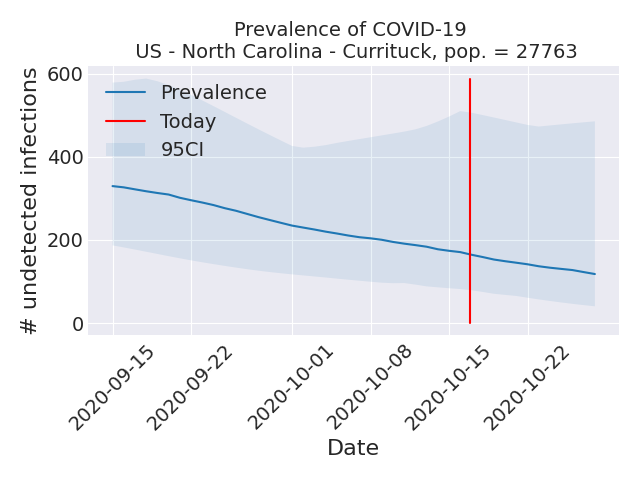 Prevalence of COVID-19
US - North Carolina - Currituck, pop. = 27763
# undetected infections
600
400
200
0
Prevalence
Today
95CI
2020-09-15
2020-09-22
2020-10-01
2020-10-08
2020-10-15
2020-10-22
Date